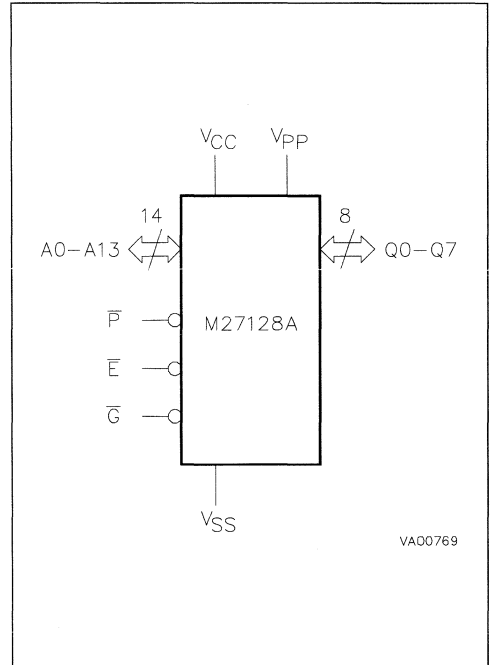 VCC VPP
14 8
A0-A13 Q0-Q7
P̅ M27128A
E̅
G̅
VSS
VA00769